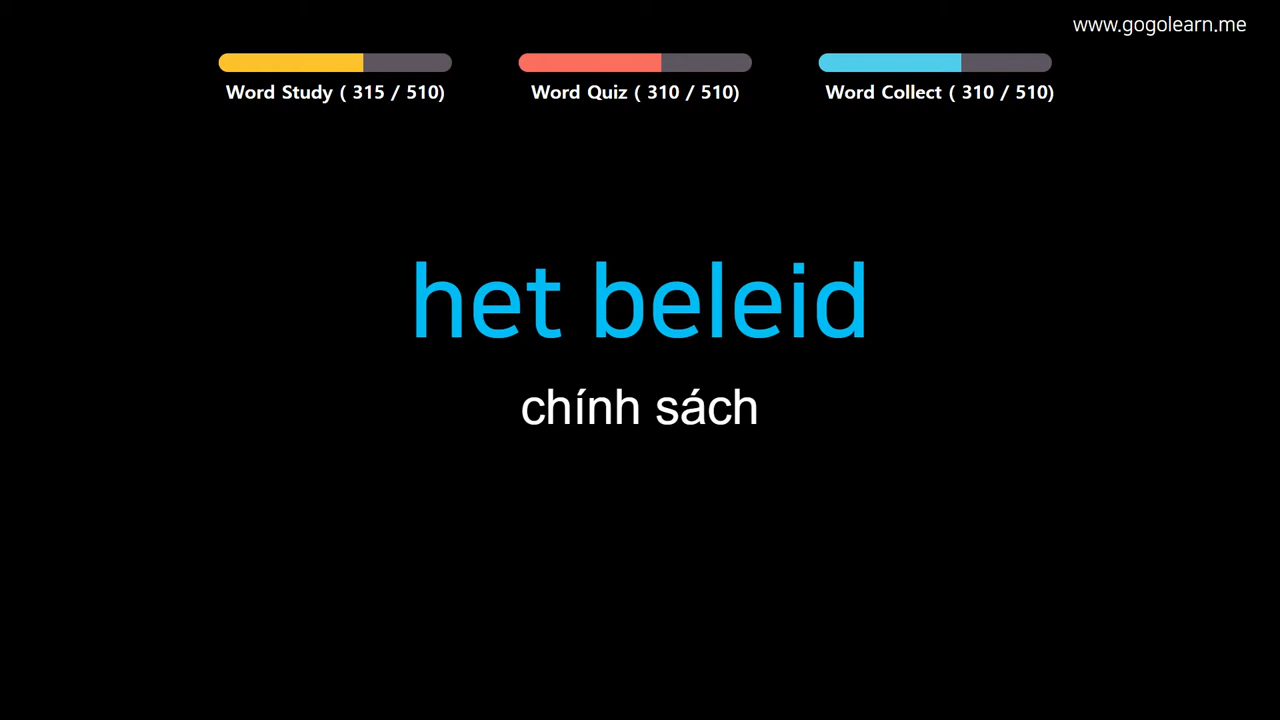 www.gogolearn.me
Word Study ( 315 / 510)
Word Quiz ( 310 / 510)
Word Collect ( 310 / 510)
het beleid
chính sách